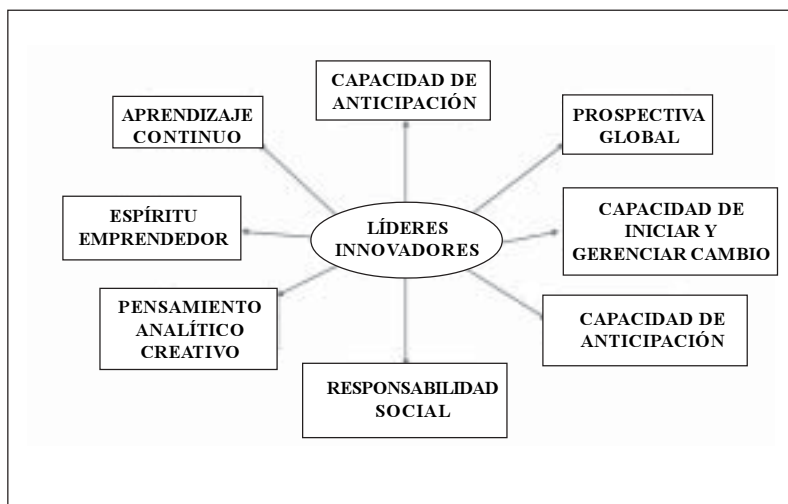 CAPACIDAD DE
ANTICIPACIÓN
APRENDIZAJE
CONTINUO
PROSPECTIVA
GLOBAL
ESPÍRITU
EMPRENDEDOR
LÍDERES
INNOVADORES
CAPACIDAD DE
INICIAR Y
GERENCIAR CAMBIO
PENSAMIENTO
ANALÍTICO
CREATIVO
CAPACIDAD DE
ANTICIPACIÓN
RESPONSABILIDAD
SOCIAL